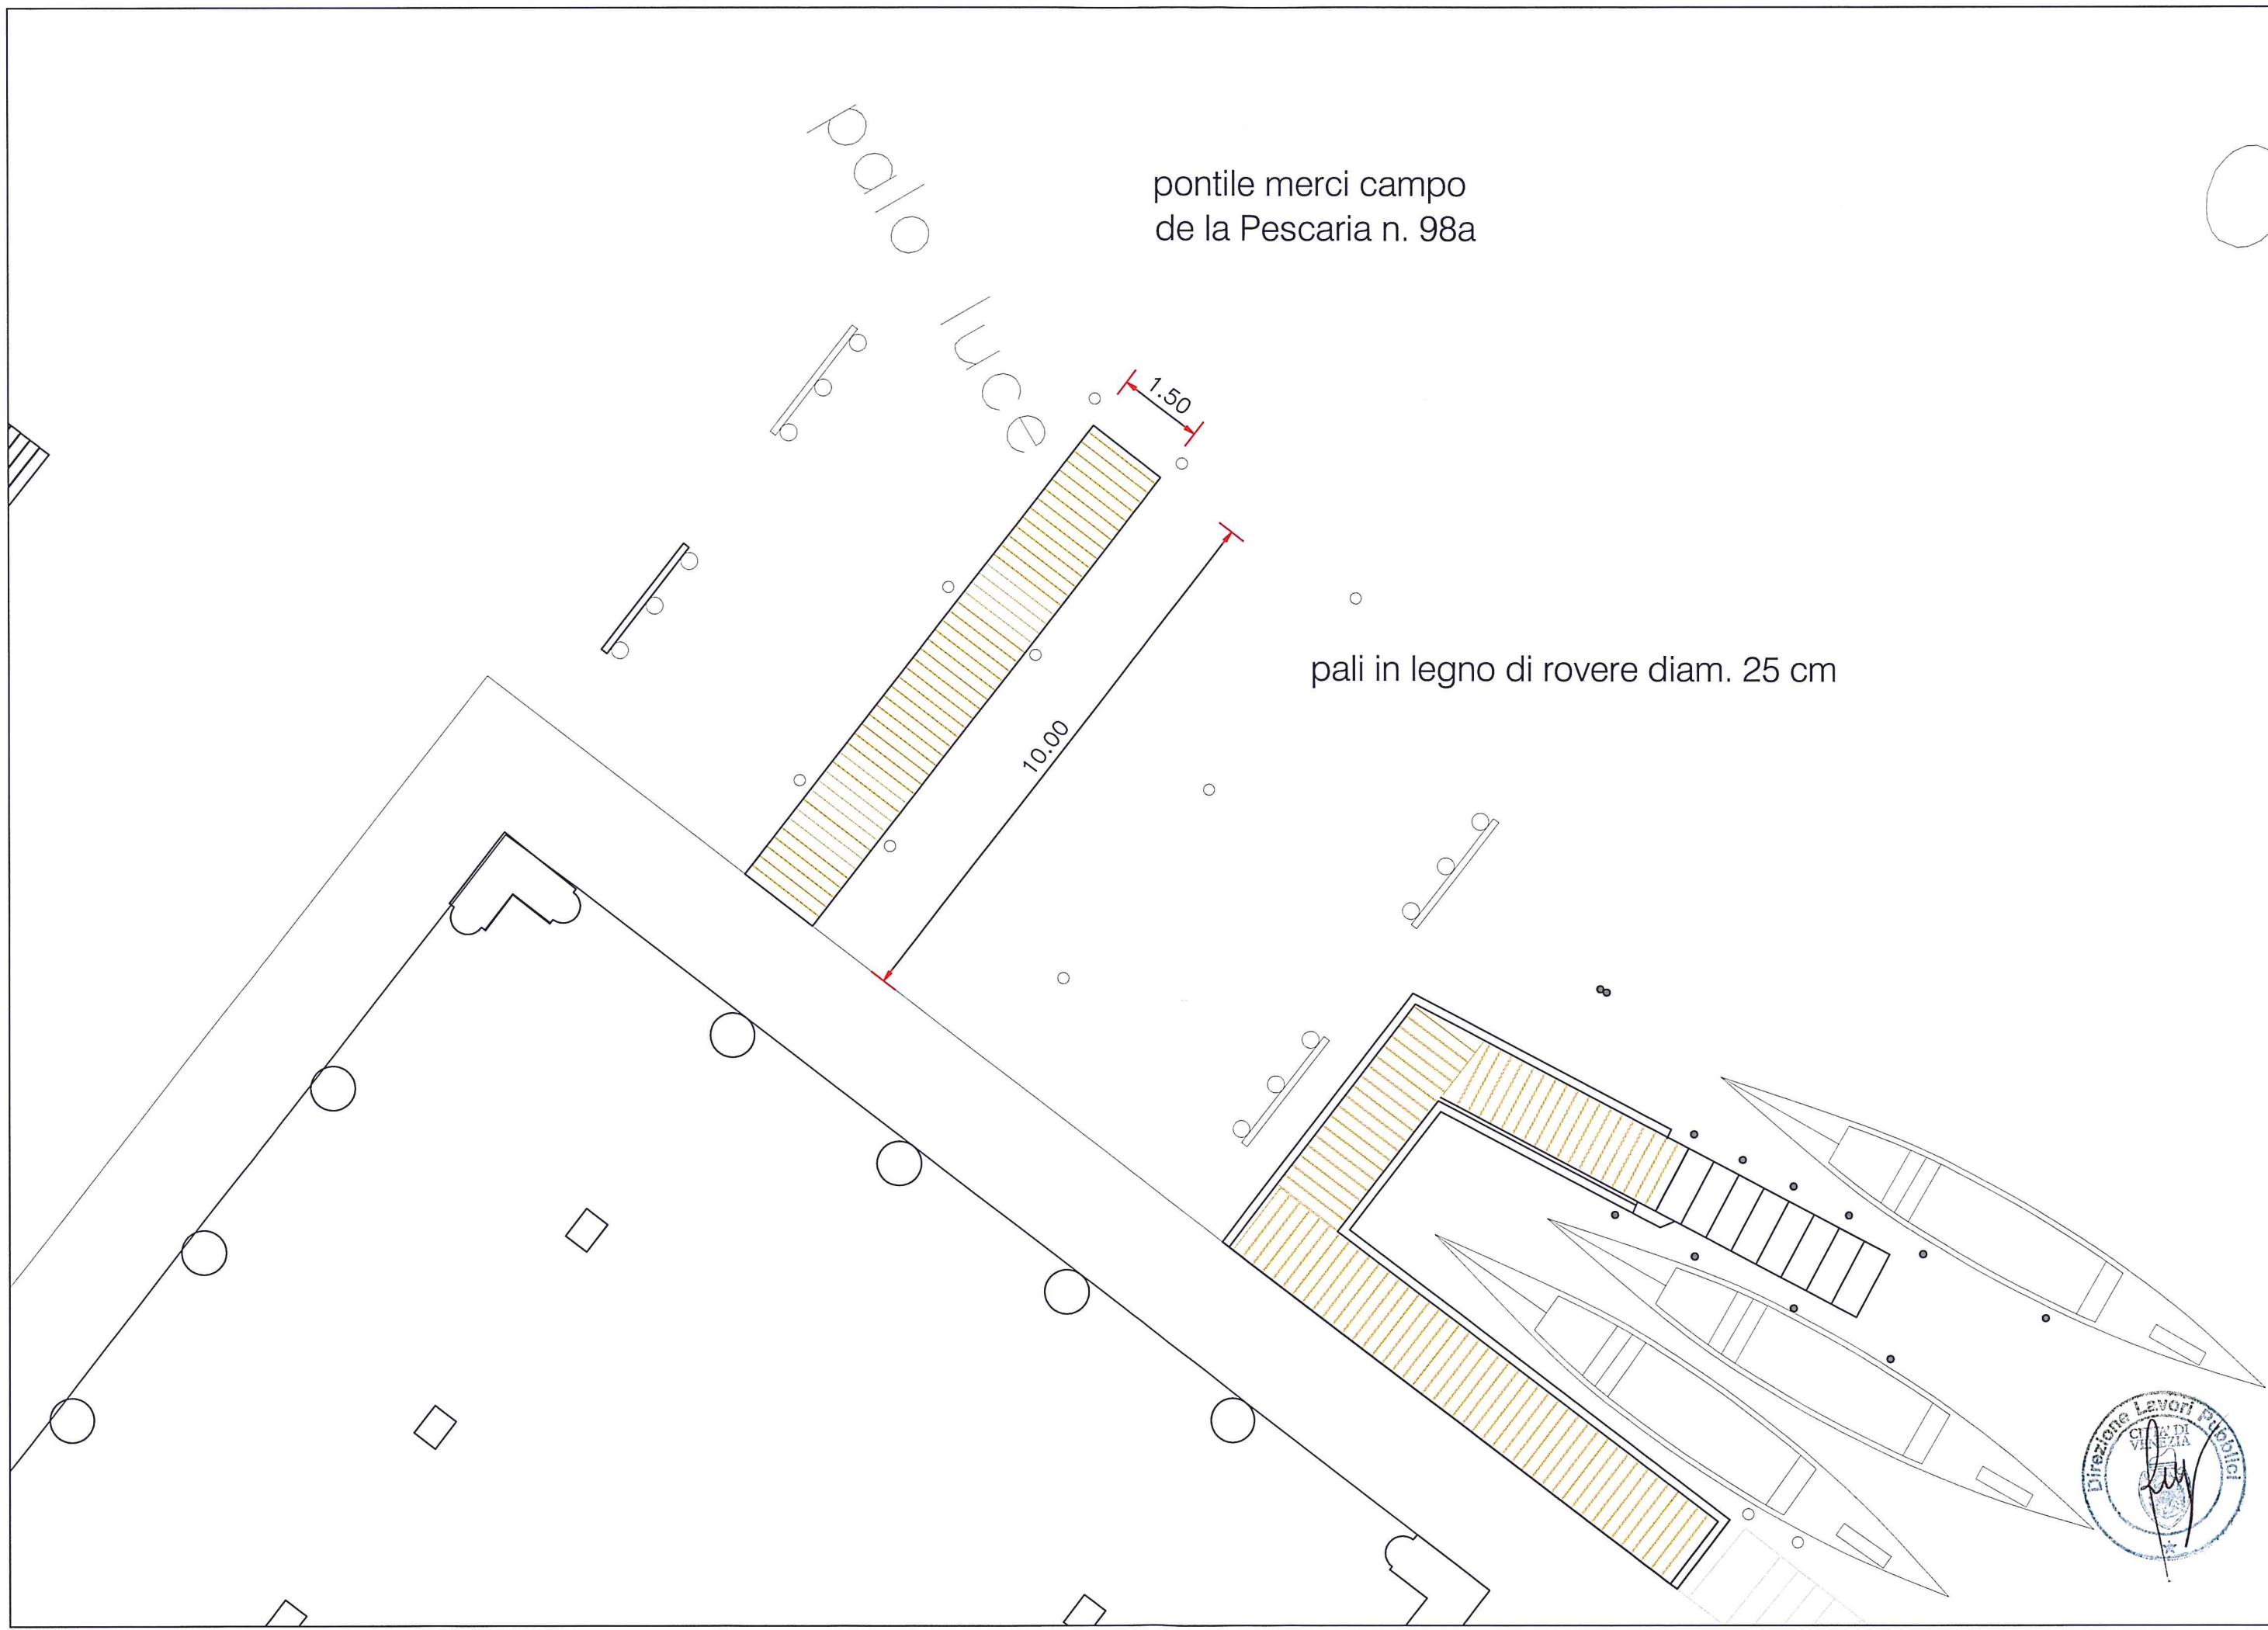 palo luce
pontile merci campo
de la Pescaria n. 98a
1.50
pali in legno di rovere diam. 25 cm
10.00
Direzione Lavori Pubblici
CITTA' DI
VENEZIA